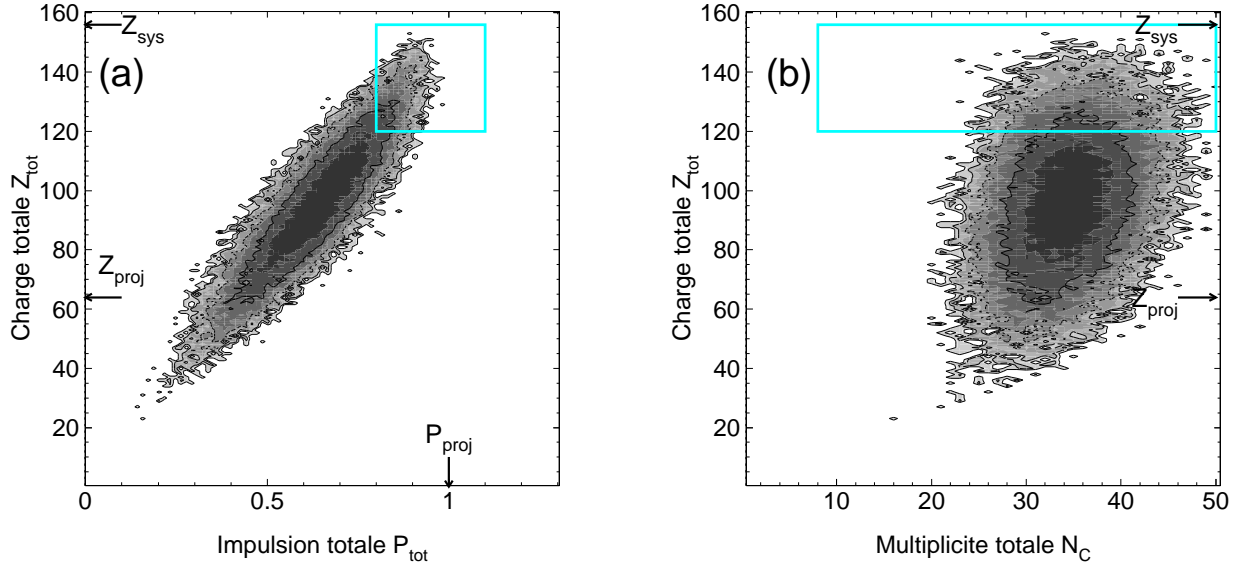 160
140
120
100
80
60
40
20
0
0.5
1
Z_sys
(a)
Z_proj
P_proj
Charge totale Z_tot
Impulsion totale P_tot
160
140
120
100
80
60
40
20
10
20
30
40
50
Z_sys
(b)
Z_proj
Charge totale Z_tot
Multiplicite totale N_C